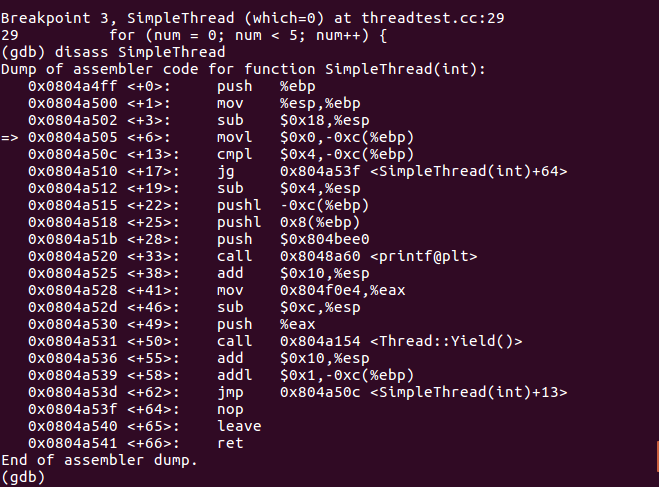 Breakpoint 3, SimpleThread (which=0) at threadtest.cc:29
29          for (num = 0; num < 5; num++) {
(gdb) disass SimpleThread
Dump of assembler code for function SimpleThread(int):
   0x0804a4ff <+0>:     push   %ebp
   0x0804a500 <+1>:     mov    %esp,%ebp
   0x0804a502 <+3>:     sub    $0x18,%esp
=> 0x0804a505 <+6>:     movl   $0x0,-0xc(%ebp)
   0x0804a50c <+13>:    cmpl   $0x4,-0xc(%ebp)
   0x0804a510 <+17>:    jg     0x804a53f <SimpleThread(int)+64>
   0x0804a512 <+19>:    sub    $0x4,%esp
   0x0804a515 <+22>:    pushl  -0xc(%ebp)
   0x0804a518 <+25>:    pushl  0x8(%ebp)
   0x0804a51b <+28>:    push   $0x804bee0
   0x0804a520 <+33>:    call   0x8048a60 <printf@plt>
   0x0804a525 <+38>:    add    $0x10,%esp
   0x0804a528 <+41>:    mov    0x804f0e4,%eax
   0x0804a52d <+46>:    sub    $0xc,%esp
   0x0804a530 <+49>:    push   %eax
   0x0804a531 <+50>:    call   0x804a154 <Thread::Yield()>
   0x0804a536 <+55>:    add    $0x10,%esp
   0x0804a539 <+58>:    addl   $0x1,-0xc(%ebp)
   0x0804a53d <+62>:    jmp    0x804a50c <SimpleThread(int)+13>
   0x0804a53f <+64>:    nop
   0x0804a540 <+65>:    leave
   0x0804a541 <+66>:    ret
End of assembler dump.
(gdb)